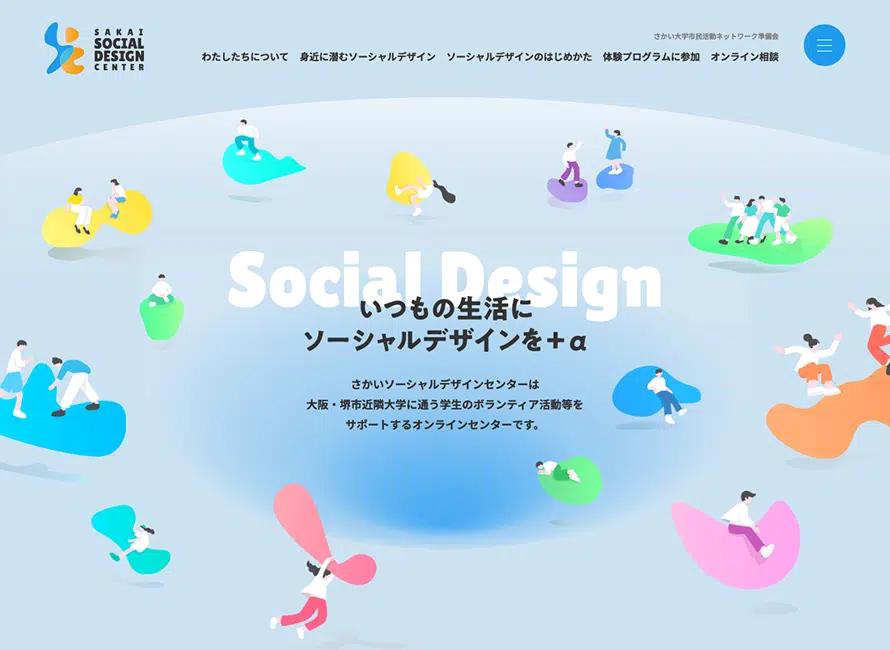 SAKAI
SOCIAL
DESIGN
CENTER
さかい大学市民活動ネットワーク準備会
わたしたちについて 身近に潜むソーシャルデザイン ソーシャルデザインのはじめかた 体験プログラムに参加 オンライン相談
Social Design
いつもの生活に
ソーシャルデザインを+α
さかいソーシャルデザインセンターは
大阪・堺市近隣大学に通う学生のボランティア活動等を
サポートするオンラインセンターです。